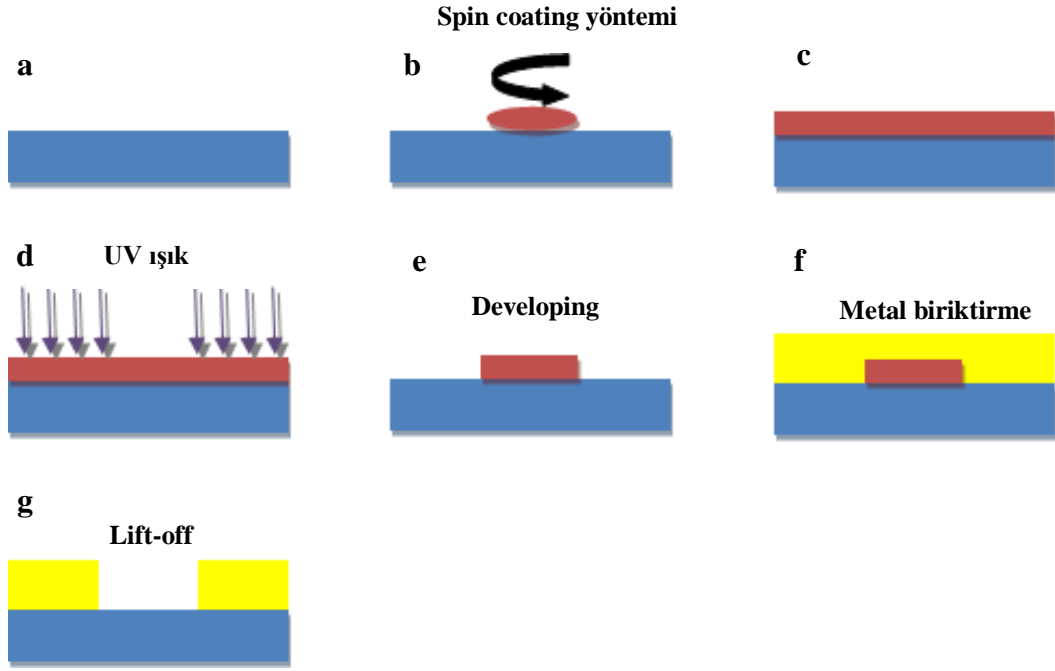 Spin coating yöntemi
a
b
c
d
UV ışık
e
Developing
f
Metal biriktirme
g
Lift-off